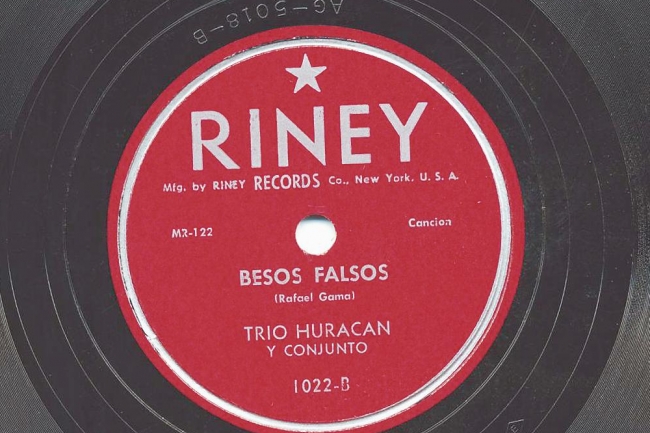 AG-5018-B
RINEY
Mfg. by RINEY RECORDS Co., New York. U. S. A.
MR-122
Cancion
BESOS FALSOS
(Rafael Gama)
TRIO HURACAN
Y CONJUNTO
1022-B